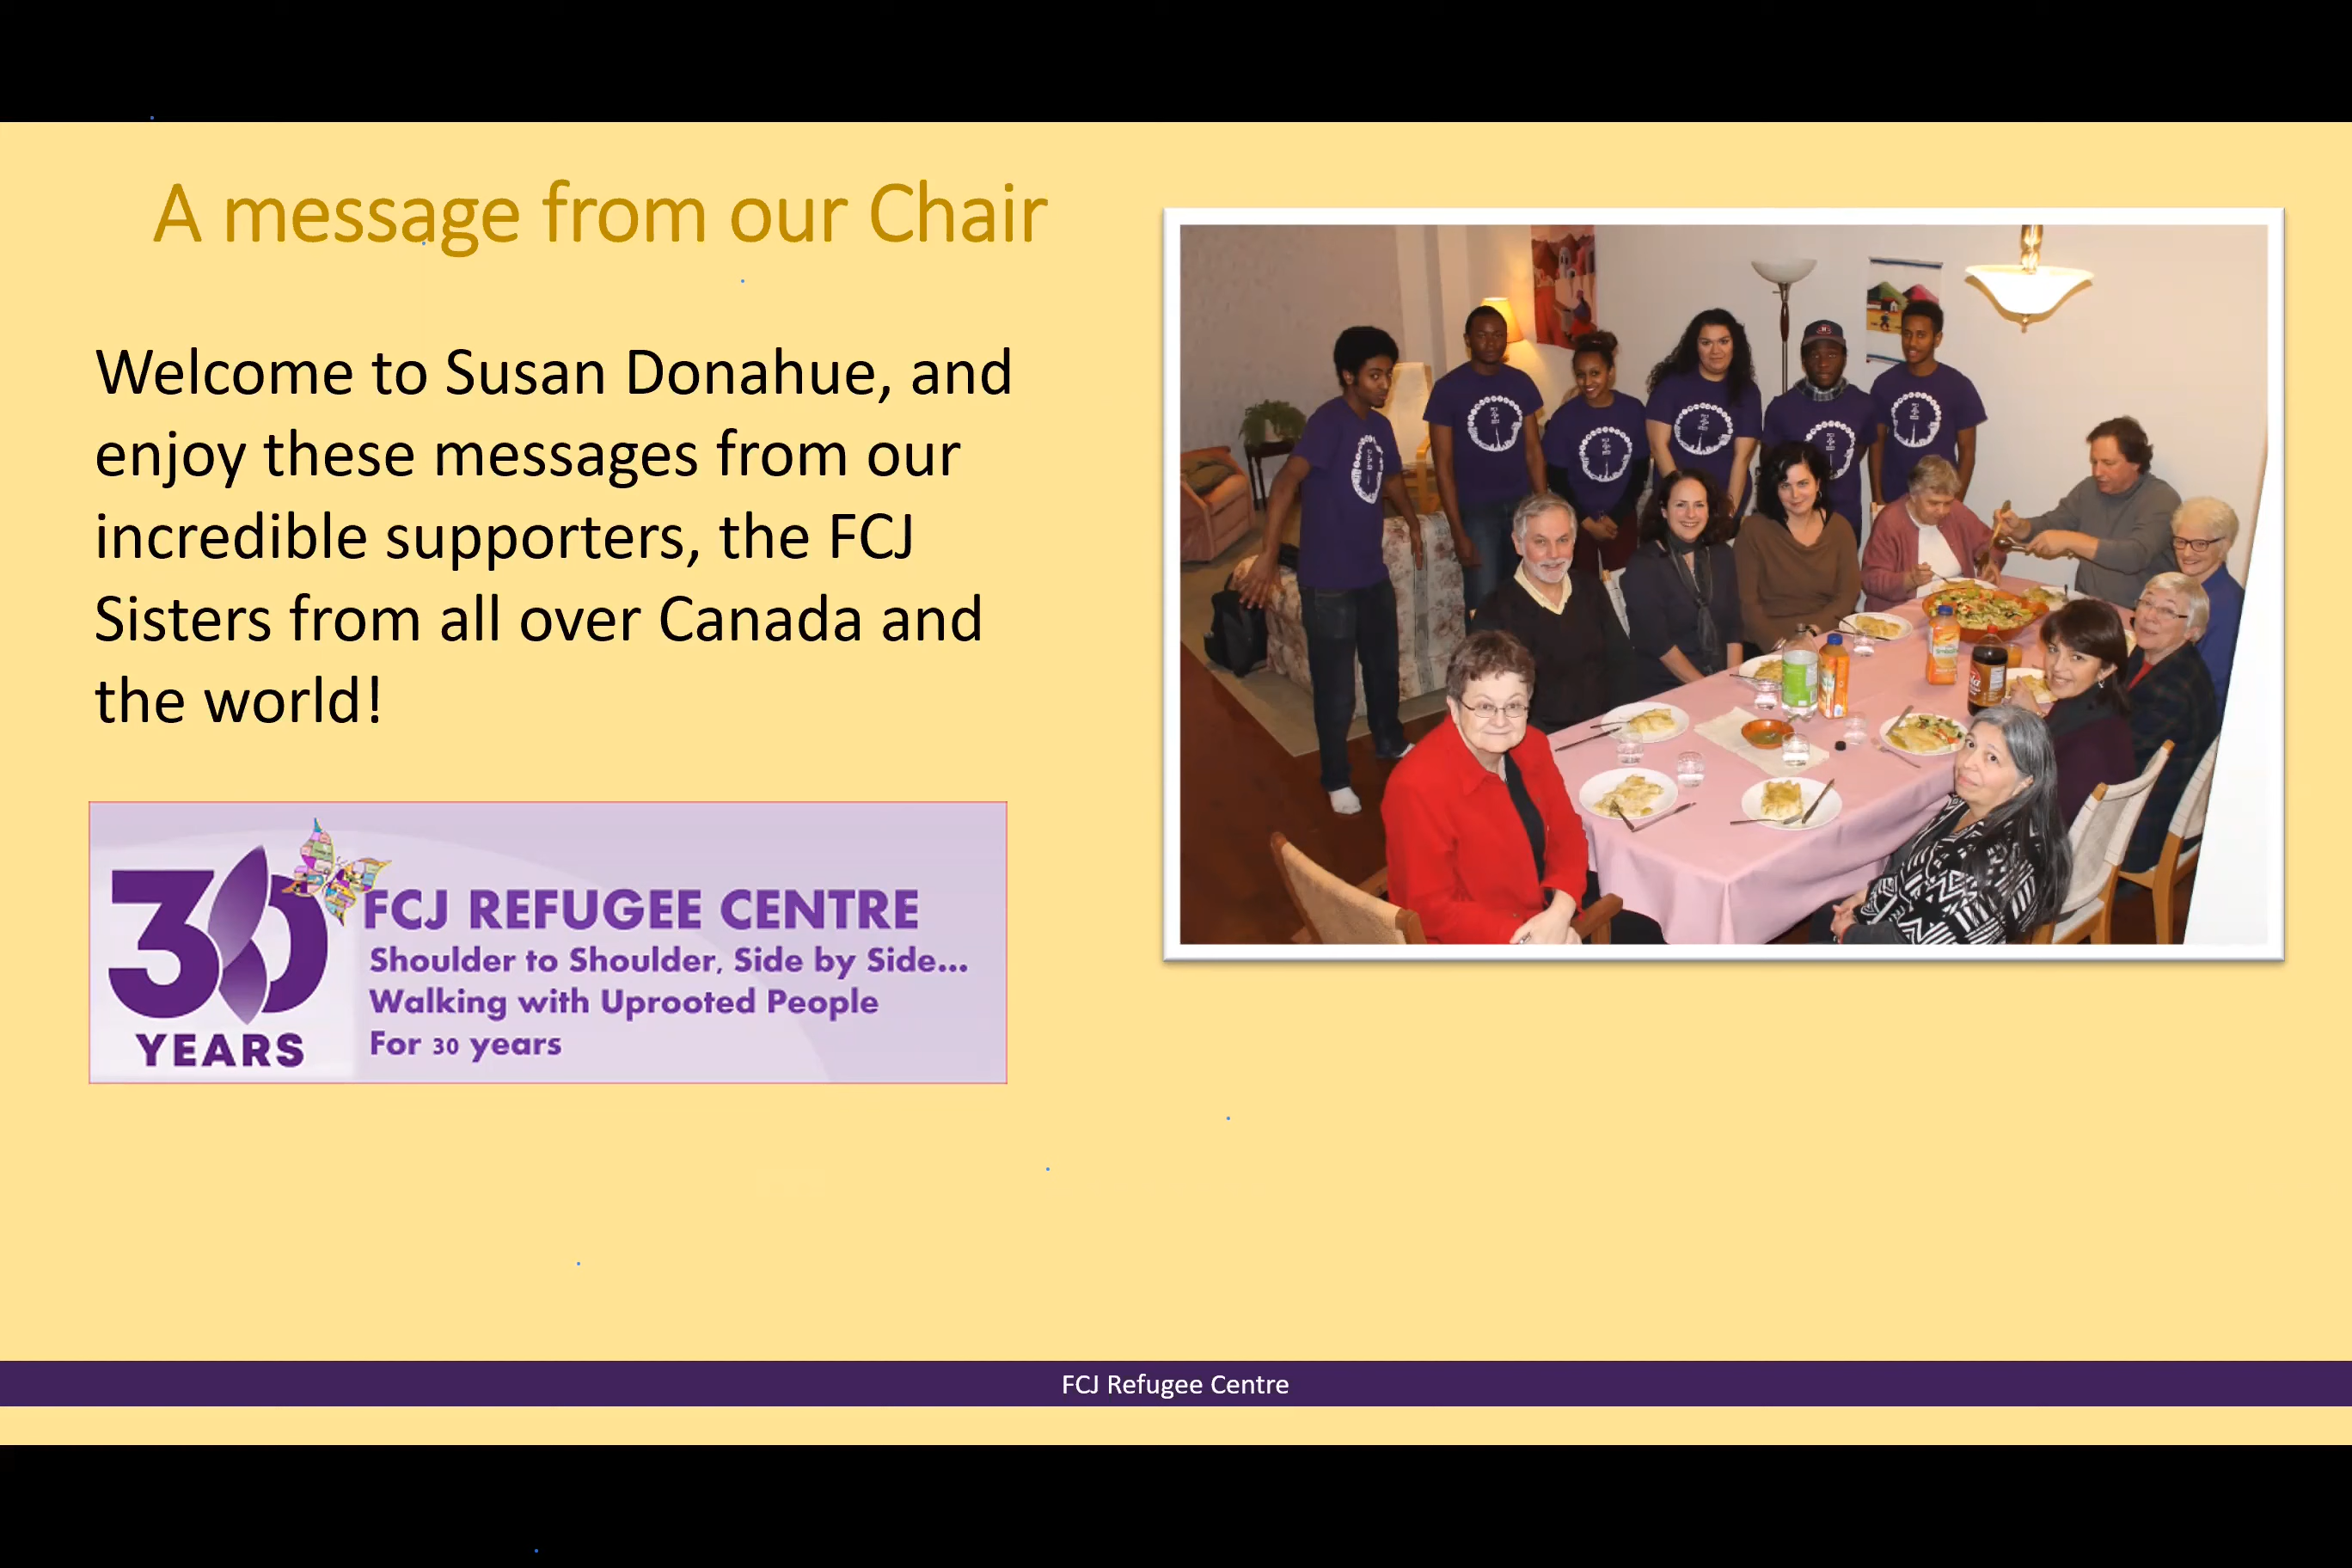 A message from our Chair
Welcome to Susan Donahue, and
enjoy these messages from our
incredible supporters, the FCJ
Sisters from all over Canada and
the world!
30
YEARS
FCJ REFUGEE CENTRE
Shoulder to Shoulder, Side by Side...
Walking with Uprooted People
For 30 years
FCJ Refugee Centre